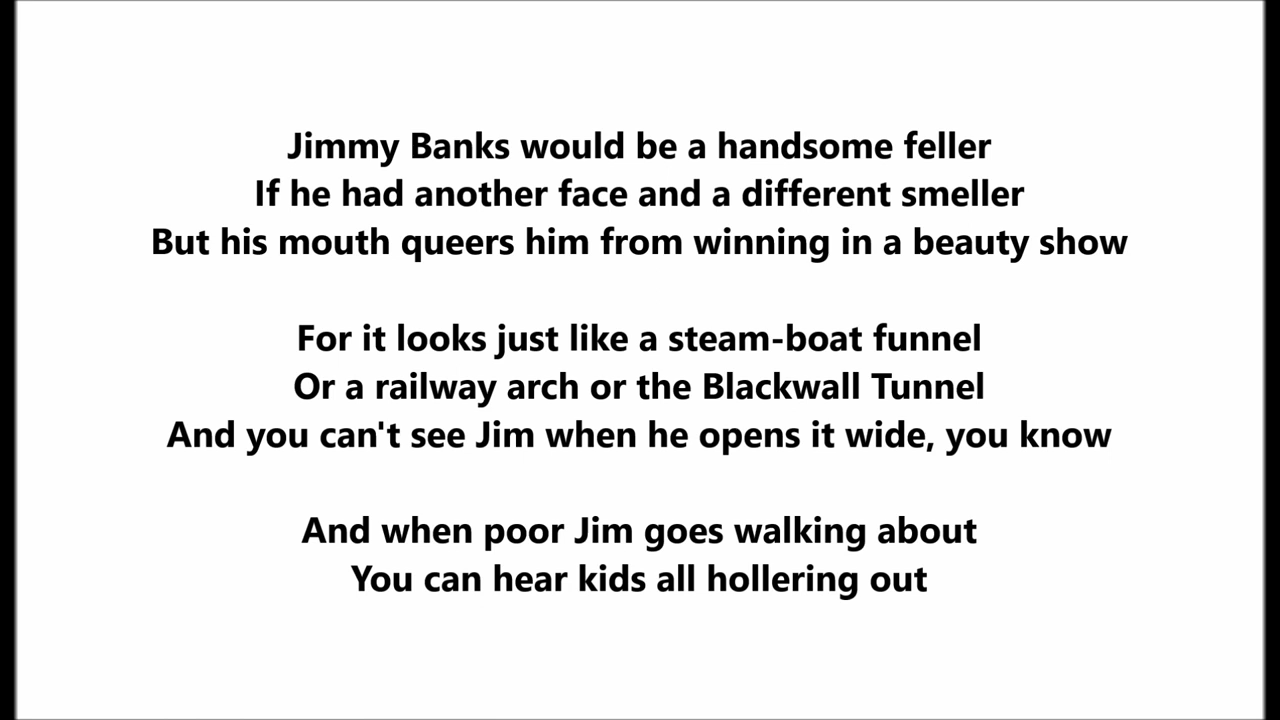 Jimmy Banks would be a handsome feller
If he had another face and a different smeller
But his mouth queers him from winning in a beauty show
For it looks just like a steam-boat funnel
Or a railway arch or the Blackwall Tunnel
And you can't see Jim when he opens it wide, you know
And when poor Jim goes walking about
You can hear kids all hollering out